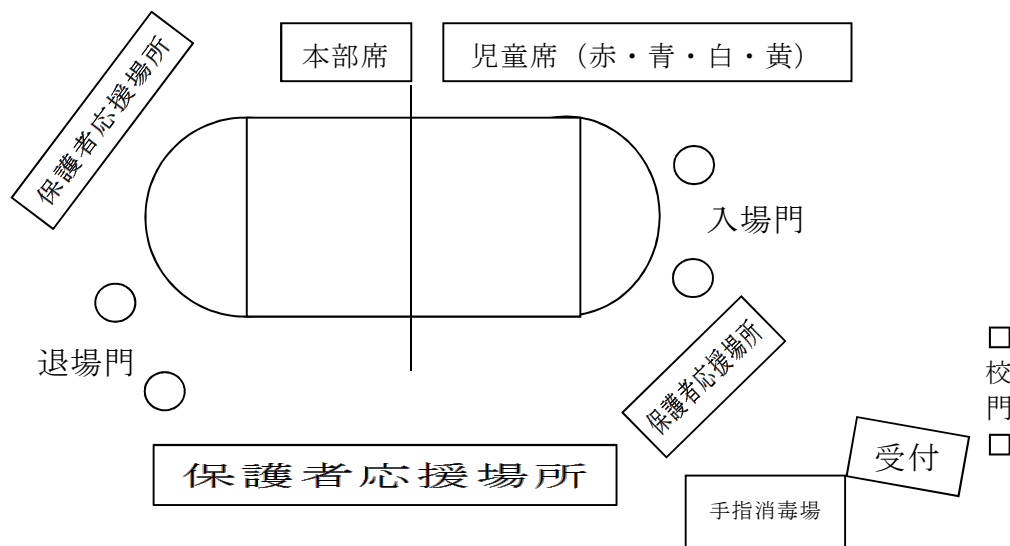 保護者応援場所
本部席
児童席（赤・青・白・黄）
入場門
退場門
保護者応援場所
校門
受付
保護者応援場所
手指消毒場